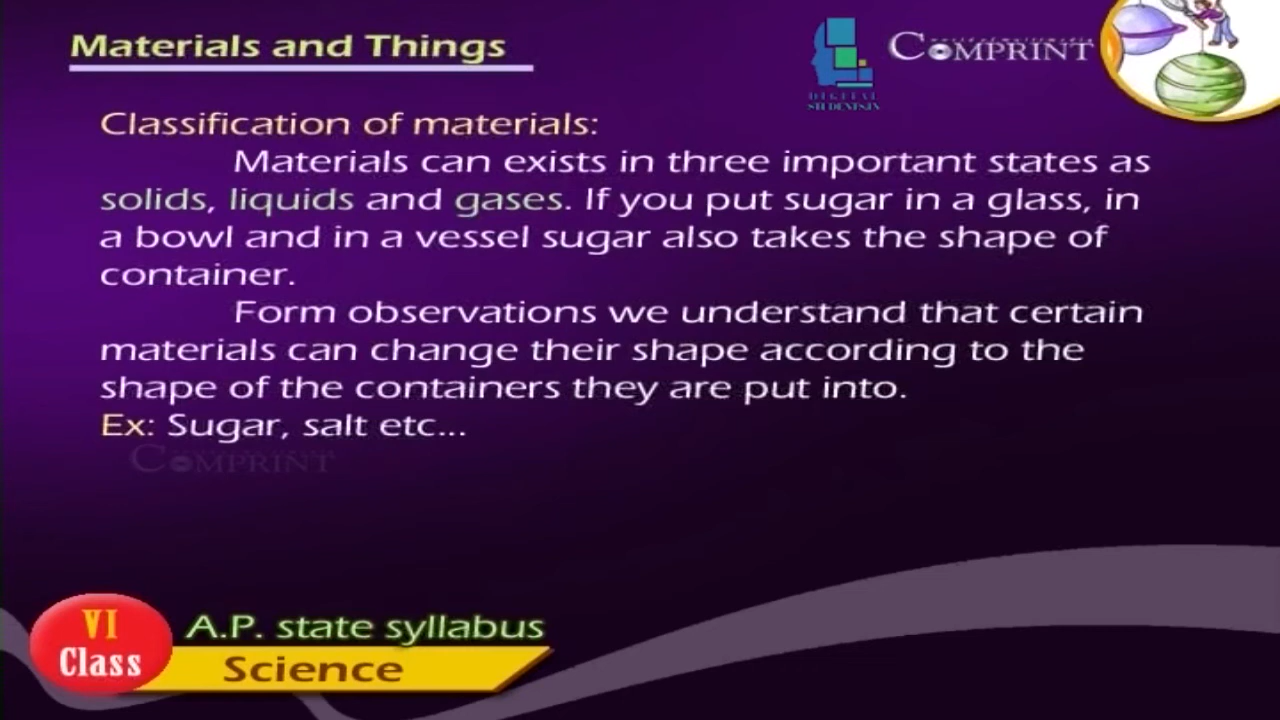 Materials and Things
COMPRINT
DIGITAL
STUDENTS.IN
Classification of materials:
Materials can exists in three important states as
solids, liquids and gases. If you put sugar in a glass, in
a bowl and in a vessel sugar also takes the shape of
container.
Form observations we understand that certain
materials can change their shape according to the
shape of the containers they are put into.
Ex: Sugar, salt etc...
COMPRINT
VI
Class
A.P. state syllabus
Science